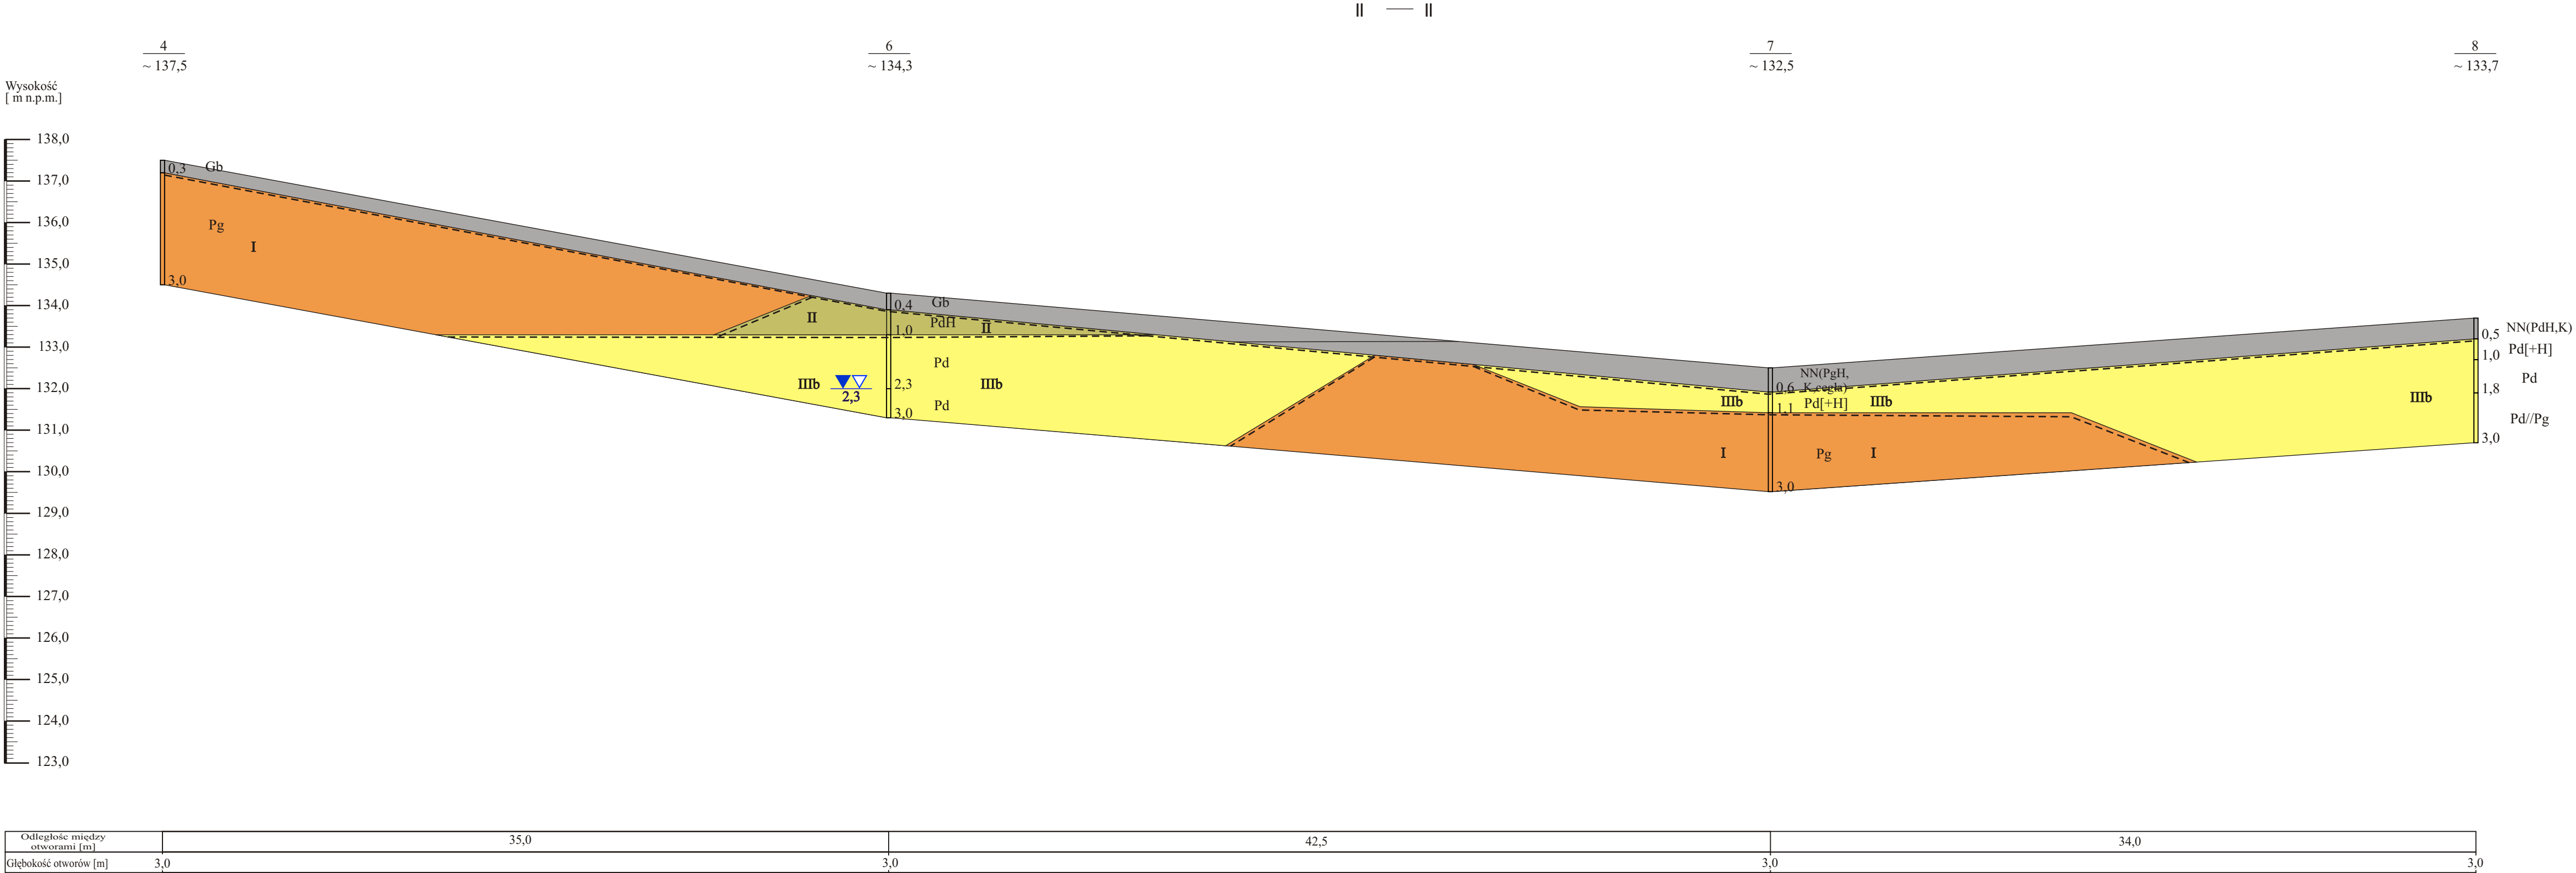 II — II
4 6 7 8
~ 137,5 ~ 134,3 ~ 132,5 ~ 133,7
Wysokość
[ m n.p.m.]
138,0
0,3 Gb
137,0
136,0
Pg
I
135,0
3,0
134,0
0,4 Gb
II
PdH
II
1,0
133,0
Pd
IIIb
2,3
IIIb
2,3
132,0
Pd
3,0
NN(PgH,
K,cegła)
0,6
IIIb
Pd[+H]
IIIb
1,1
131,0
I
Pg
I
3,0
NN(PdH,K)
0,5
Pd[+H]
1,0
Pd
1,8
IIIb
Pd//Pg
3,0
130,0
129,0
128,0
127,0
126,0
125,0
124,0
123,0
Odległośc między
otworami [m]
35,0 42,5 34,0
Głębokość otworów [m]
3,0 3,0 3,0 3,0